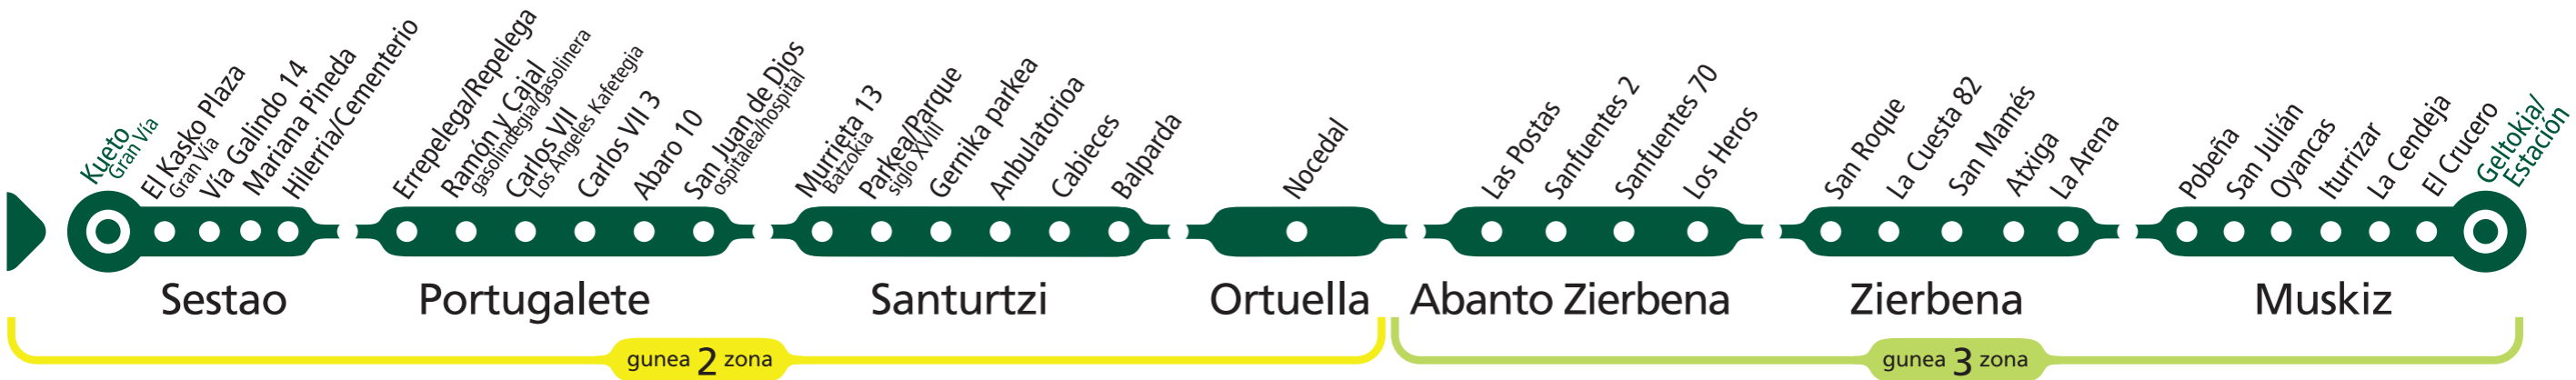 Kueto
Gran Vía
El Kasko Plaza
Gran Vía
Vía Galindo 14
Mariana Pineda
Hilerria/Cementerio
Errepelega/Repelega
Ramón y Cajal
gasolindegia/gasolinera
Carlos VII
Los Angeles Kafetegia
Carlos VII 3
Abaro 10
San Juan de Dios
ospitalea/hospital
Murrieta 13
Batzokia
Parkea/Parque
siglo XVIII
Gernika parkea
Anbulatorioa
Cabieces
Balparda
Nocedal
Las Postas
Sanfuentes 2
Sanfuentes 70
Los Heros
San Roque
La Cuesta 82
San Mamés
Atxiga
La Arena
Pobeña
San Julián
Oyancas
Iturrizar
La Cendeja
El Crucero
Geltokia/
Estación
Sestao
Portugalete
Santurtzi
Ortuella
Abanto Zierbena
Zierbena
Muskiz
gunea 2 zona
gunea 3 zona